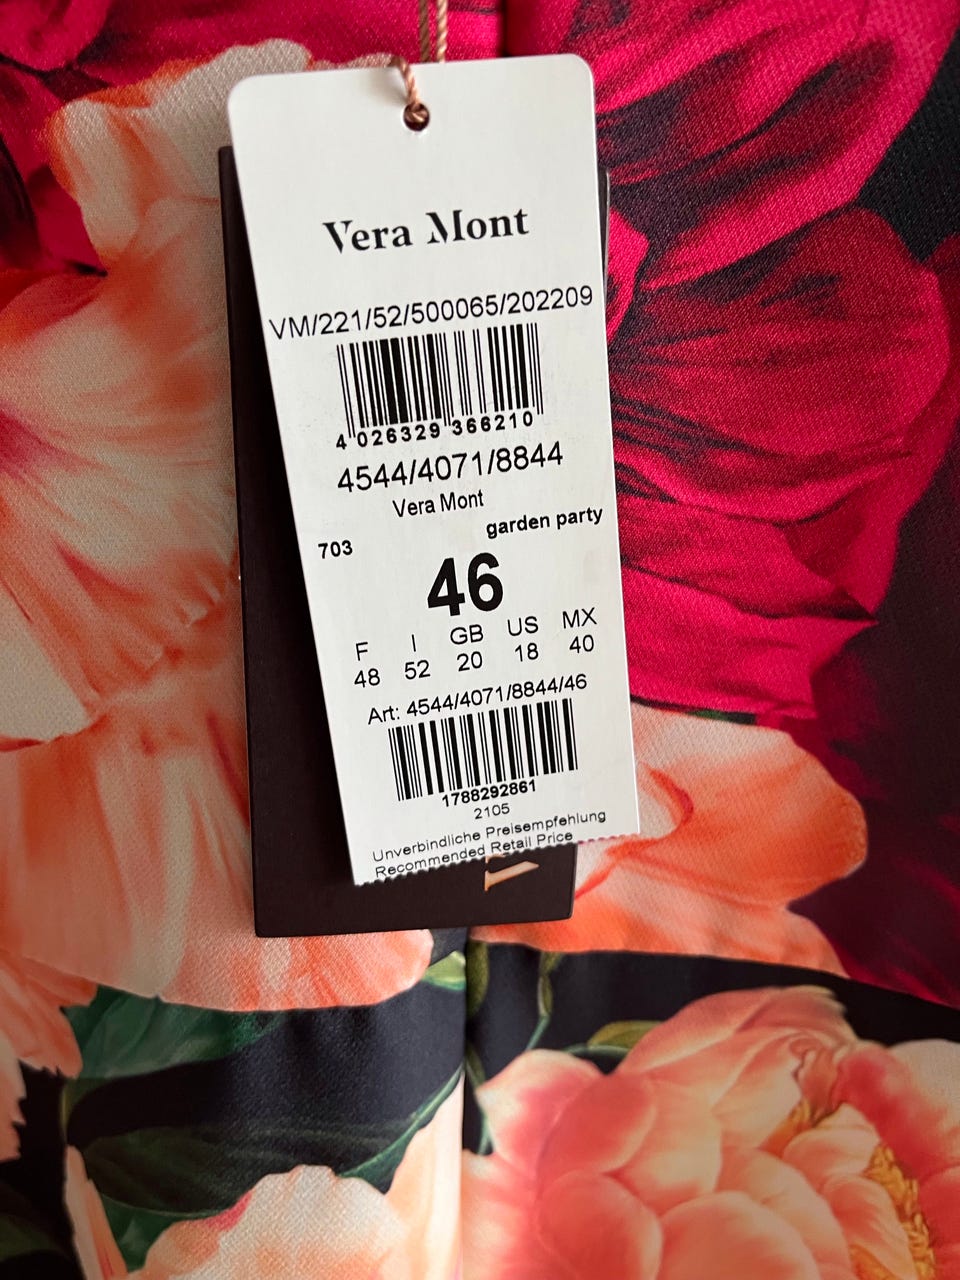 Vera Mont
VM/221/52/500065/202209
4 026329 366210
4544/4071/8844
Vera Mont
garden party
703
46
F I GB US MX
48 52 20 18 40
Art: 4544/4071/8844/46
1788292861
2105
Unverbindliche Preisempfehlung
Recommended Retail Price